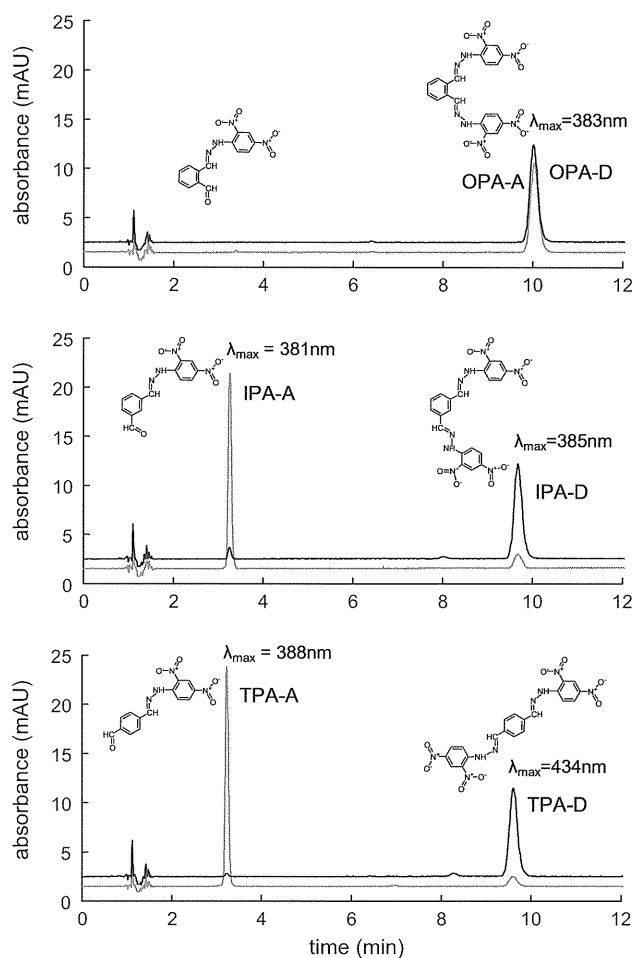 absorbance (mAU)
25
20
15
10
5
0
0 2 4 6 8 10 12
λmax=383nm
OPA-A OPA-D
absorbance (mAU)
25
20
15
10
5
0
0 2 4 6 8 10 12
λmax = 381nm
IPA-A
λmax=385nm
IPA-D
absorbance (mAU)
25
20
15
10
5
0
0 2 4 6 8 10 12
λmax = 388nm
TPA-A
λmax=434nm
TPA-D
time (min)